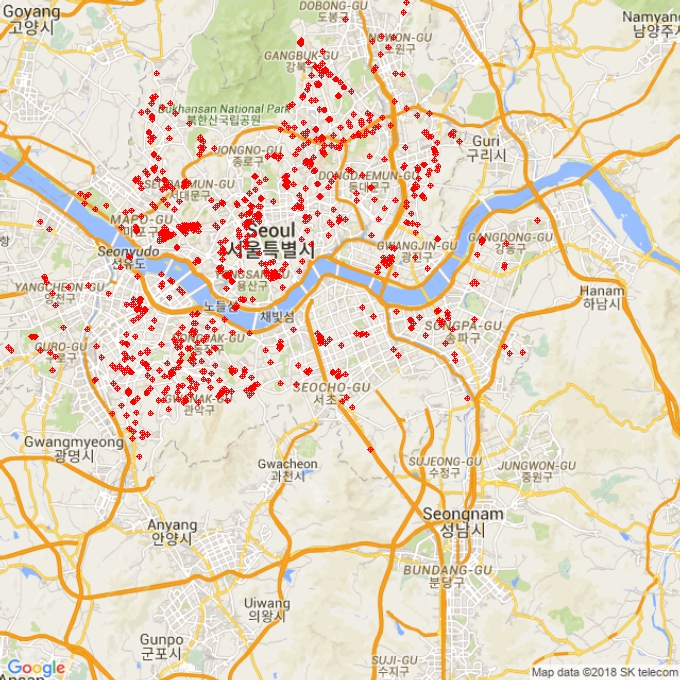 Goyang
고양시
DOBONG-GU
도봉구
Namyang
남양주시
GANGBUK-GU
강북
NOWON-GU
원구
Bukhansan National Park
북한산국립공원
Guri
구리시
JONGNO-GU
종로구
DONGDAEMUN-GU
동대문구
SEODAEMUN-GU
대문구
MAPO-GU
포구
Seoul
서울특별시
GWANGJIN-GU
광진구
GANGDONG-GU
강동구
Seonyudo
선유도
YONGSAN-GU
용산구
항
YANGCHEON-GU
양천구
Hanam
하남시
노들섬
채빛섬
SONGPA-GU
송파구
GURO-GU
로구
DONGJAK-GU
동작구
SEOCHO-GU
서초구
GWANAK-GU
관악구
Gwangmyeong
광명시
Gwacheon
과천시
SUJEONG-GU
수정구
JUNGWON-GU
중원구
Seongnam
성남시
Anyang
안양시
BUNDANG-GU
분당구
Uiwang
의왕시
Gunpo
군포시
SUJI-GU
수지구
Ansan
Google
Map data ©2018 SK telecom